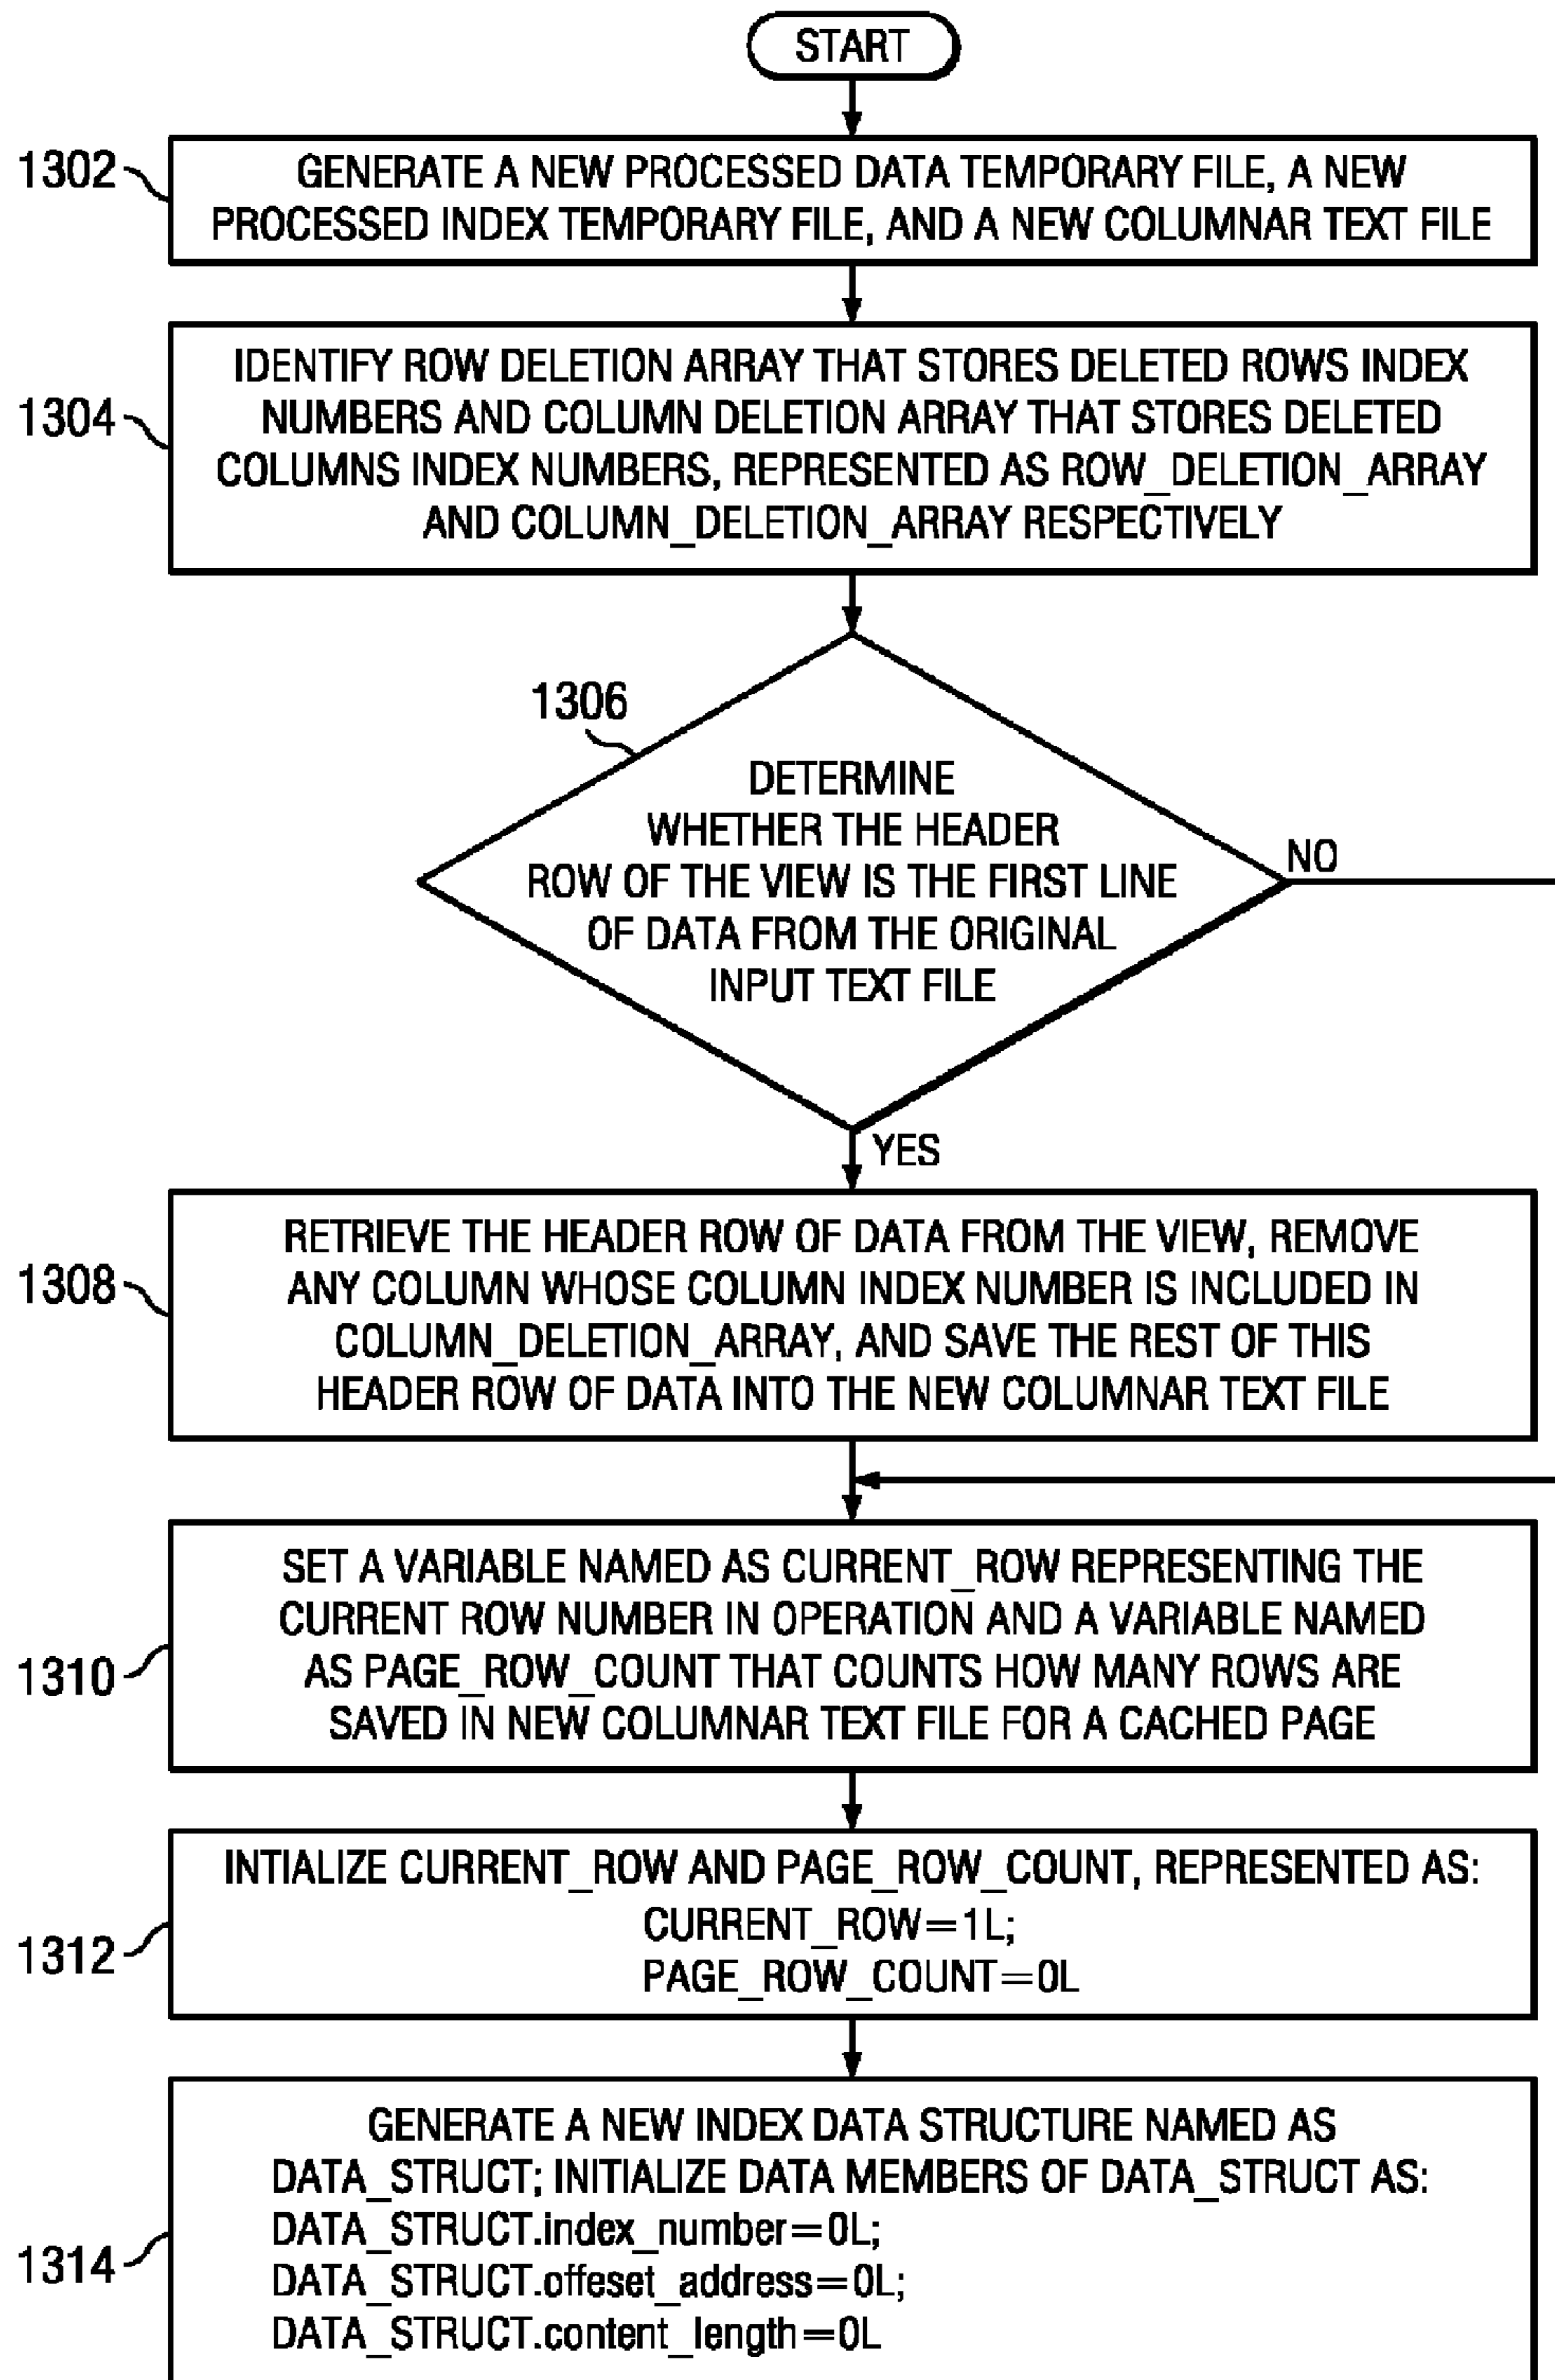 START
1302
GENERATE A NEW PROCESSED DATA TEMPORARY FILE, A NEW
PROCESSED INDEX TEMPORARY FILE, AND A NEW COLUMNAR TEXT FILE
1304
IDENTIFY ROW DELETION ARRAY THAT STORES DELETED ROWS INDEX
NUMBERS AND COLUMN DELETION ARRAY THAT STORES DELETED
COLUMNS INDEX NUMBERS, REPRESENTED AS ROW_DELETION_ARRAY
AND COLUMN_DELETION_ARRAY RESPECTIVELY
1306
DETERMINE
WHETHER THE HEADER
ROW OF THE VIEW IS THE FIRST LINE
OF DATA FROM THE ORIGINAL
INPUT TEXT FILE
NO
YES
1308
RETRIEVE THE HEADER ROW OF DATA FROM THE VIEW, REMOVE
ANY COLUMN WHOSE COLUMN INDEX NUMBER IS INCLUDED IN
COLUMN_DELETION_ARRAY, AND SAVE THE REST OF THIS
HEADER ROW OF DATA INTO THE NEW COLUMNAR TEXT FILE
1310
SET A VARIABLE NAMED AS CURRENT_ROW REPRESENTING THE
CURRENT ROW NUMBER IN OPERATION AND A VARIABLE NAMED
AS PAGE_ROW_COUNT THAT COUNTS HOW MANY ROWS ARE
SAVED IN NEW COLUMNAR TEXT FILE FOR A CACHED PAGE
1312
INTIALIZE CURRENT_ROW AND PAGE_ROW_COUNT, REPRESENTED AS:
CURRENT_ROW=1L;
PAGE_ROW_COUNT=0L
1314
GENERATE A NEW INDEX DATA STRUCTURE NAMED AS
DATA_STRUCT; INITIALIZE DATA MEMBERS OF DATA_STRUCT AS:
DATA_STRUCT.index_number=0L;
DATA_STRUCT.offeset_address=0L;
DATA_STRUCT.content_length=0L